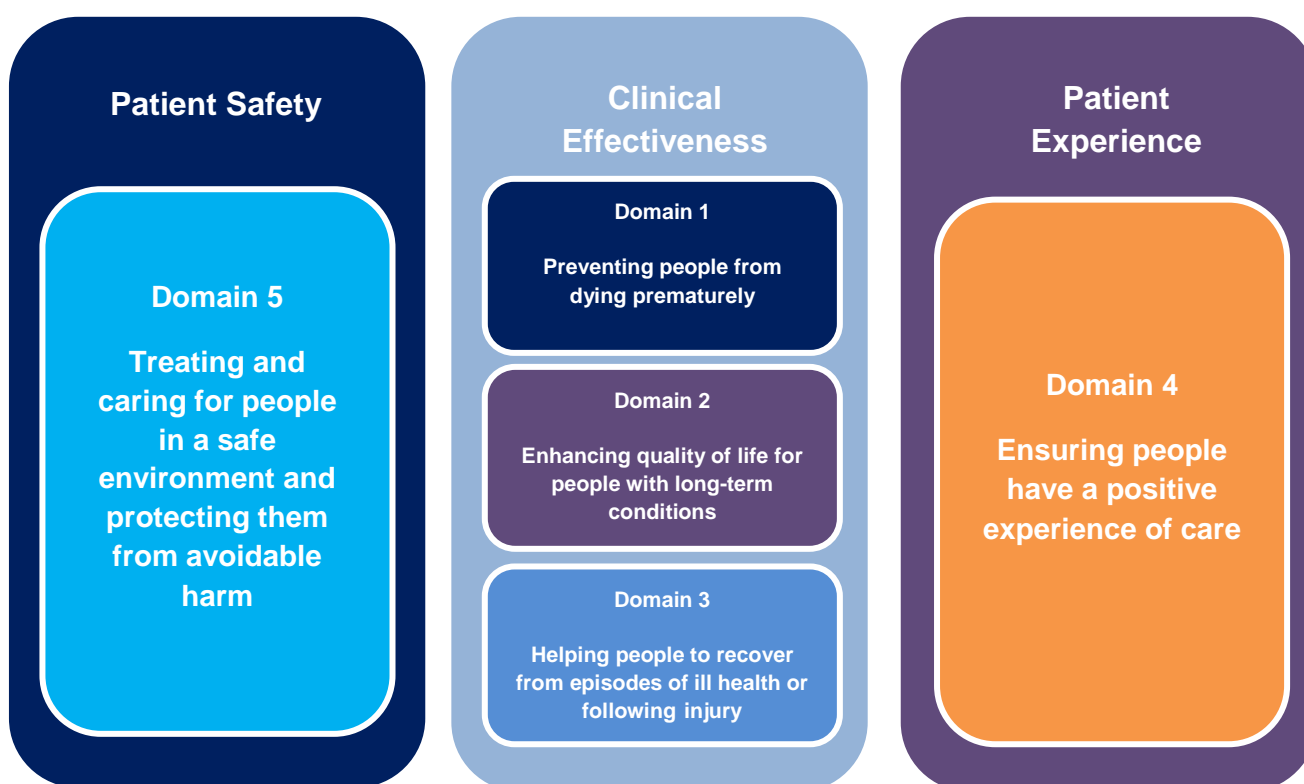 Patient Safety
Domain 5
Treating and
caring for people
in a safe
environment and
protecting them
from avoidable
harm
Clinical
Effectiveness
Domain 1
Preventing people from
dying prematurely
Domain 2
Enhancing quality of life for
people with long-term
conditions
Domain 3
Helping people to recover
from episodes of ill health or
following injury
Patient
Experience
Domain 4
Ensuring people
have a positive
experience of care